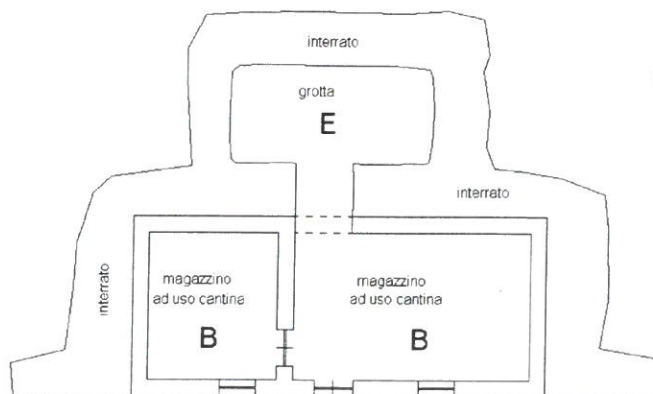 interrato
grotta
E
interrato
interrato
magazzino
ad uso cantina
B
magazzino
ad uso cantina
B